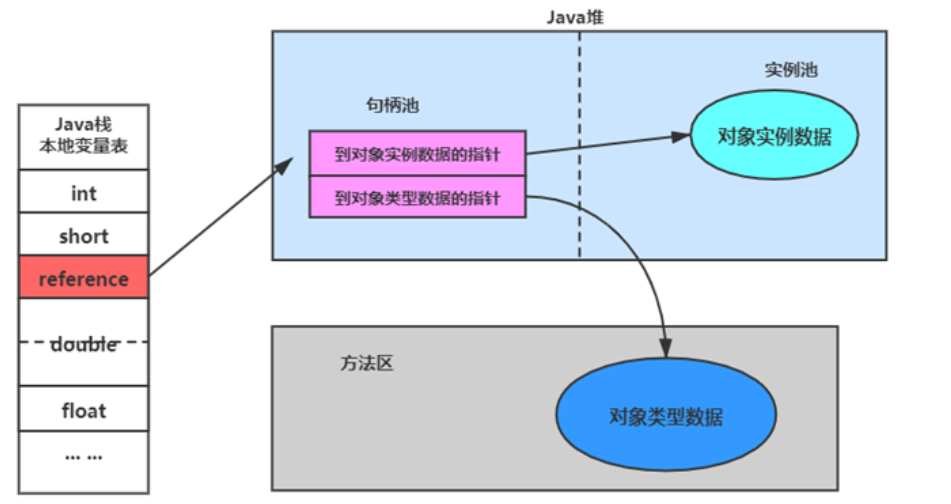 Java堆
Java栈
本地变量表
int
short
reference
double
float
... ...
句柄池
到对象实例数据的指针
到对象类型数据的指针
实例池
对象实例数据
方法区
对象类型数据